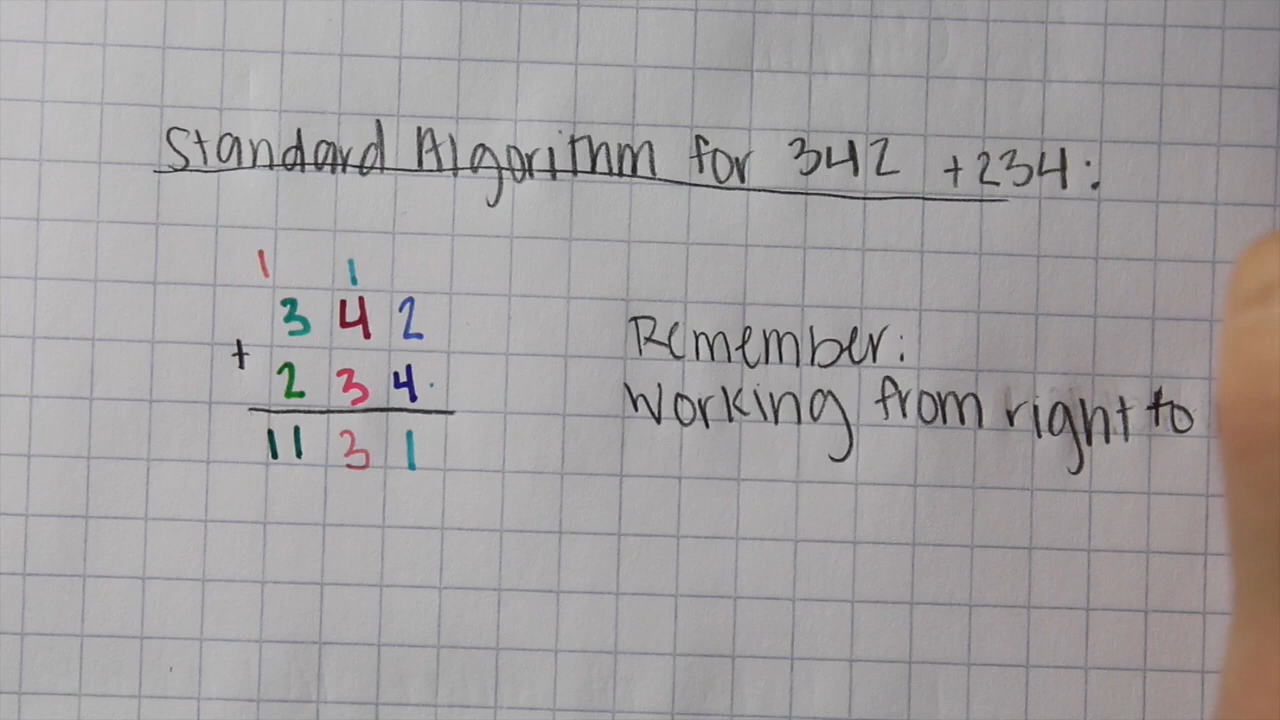 Standard Algorithm for 342 +234:
1 1
3 4 2
+
2 3 4.
11 3 1
Remember:
Working from right to